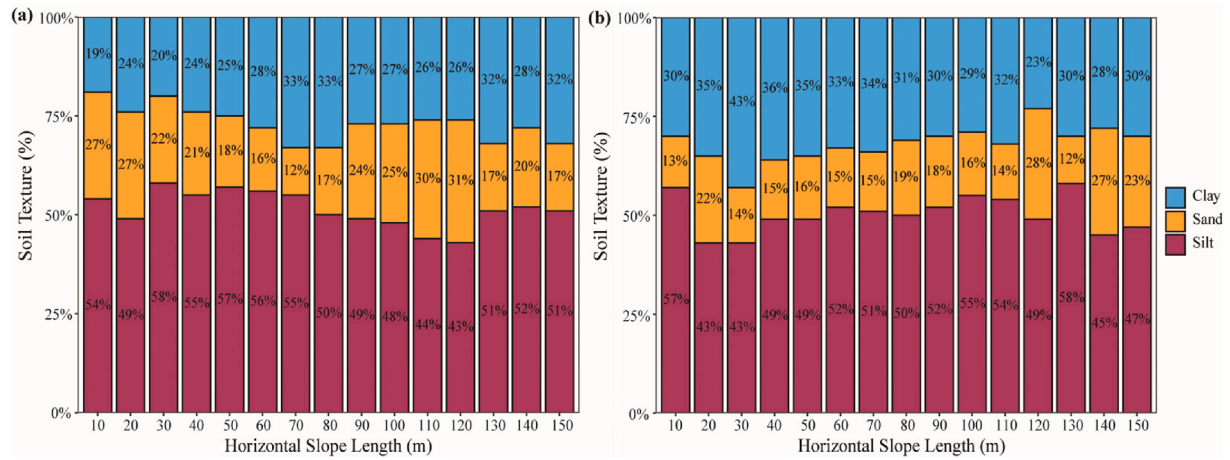 (a)
100%
75%
50%
25%
0%
Soil Texture (%)
19% 24% 20% 24% 25% 28% 33% 33% 27% 27% 26% 26% 32% 28% 32%
27% 27% 22% 21% 18% 16% 12% 17% 24% 25% 30% 31% 17% 20% 17%
54% 49% 58% 55% 57% 56% 55% 50% 49% 48% 44% 43% 51% 52% 51%
10 20 30 40 50 60 70 80 90 100 110 120 130 140 150
Horizontal Slope Length (m)
(b)
100%
75%
50%
25%
0%
Soil Texture (%)
30% 35% 43% 36% 35% 33% 34% 31% 30% 29% 32% 23% 30% 28% 30%
13% 22% 14% 15% 16% 15% 15% 19% 18% 16% 14% 28% 12% 27% 23%
57% 43% 43% 49% 49% 52% 51% 50% 52% 55% 54% 49% 58% 45% 47%
10 20 30 40 50 60 70 80 90 100 110 120 130 140 150
Horizontal Slope Length (m)
Clay
Sand
Silt